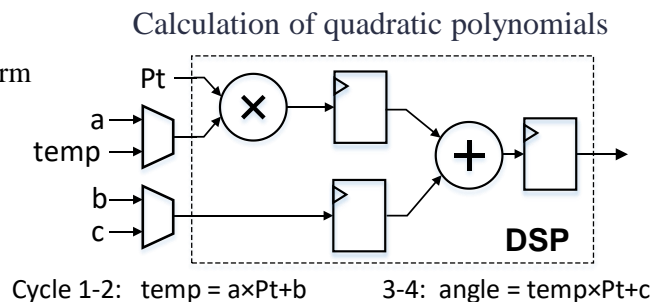 Calculation of quadratic polynomials
rm
Pt
×
a
temp
+
b
c
DSP
Cycle 1-2: temp = a×Pt+b 3-4: angle = temp×Pt+c